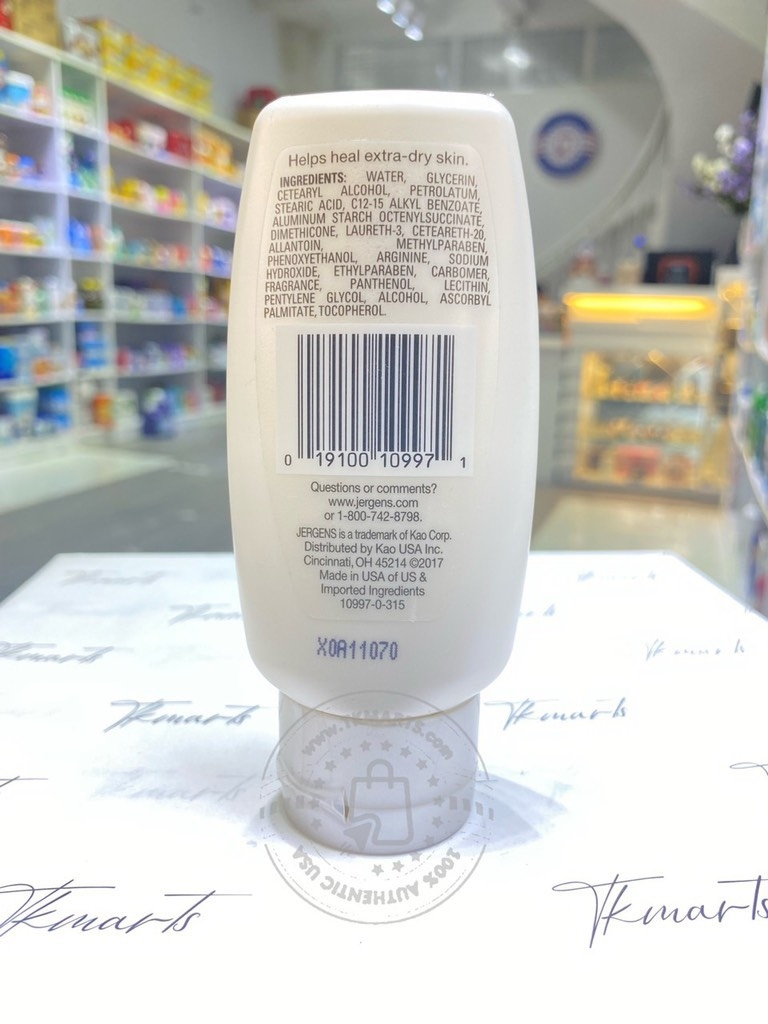 Helps heal extra-dry skin.
INGREDIENTS: WATER, GLYCERIN,
CETEARYL ALCOHOL, PETROLATUM,
STEARIC ACID, C12-15 ALKYL BENZOATE,
ALUMINUM STARCH OCTENYLSUCCINATE,
DIMETHICONE, LAURETH-3, CETEARETH-20,
ALLANTOIN, METHYLPARABEN,
PHENOXYETHANOL, ARGININE, SODIUM
HYDROXIDE, ETHYLPARABEN, CARBOMER,
FRAGRANCE, PANTHENOL, LECITHIN,
PENTYLENE GLYCOL, ALCOHOL, ASCORBYL
PALMITATE, TOCOPHEROL.
0 19100 10997 1
Questions or comments?
www.jergens.com
or 1-800-742-8798.
JERGENS is a trademark of Kao Corp.
Distributed by Kao USA Inc.
Cincinnati, OH 45214 ©2017
Made in USA of US &
Imported Ingredients
10997-0-315
X0A11070
Tkmarts
Tkmarts
www.TKMARTS.com
100% AUTHENTIC USA
Tkmarts
Tkmarts